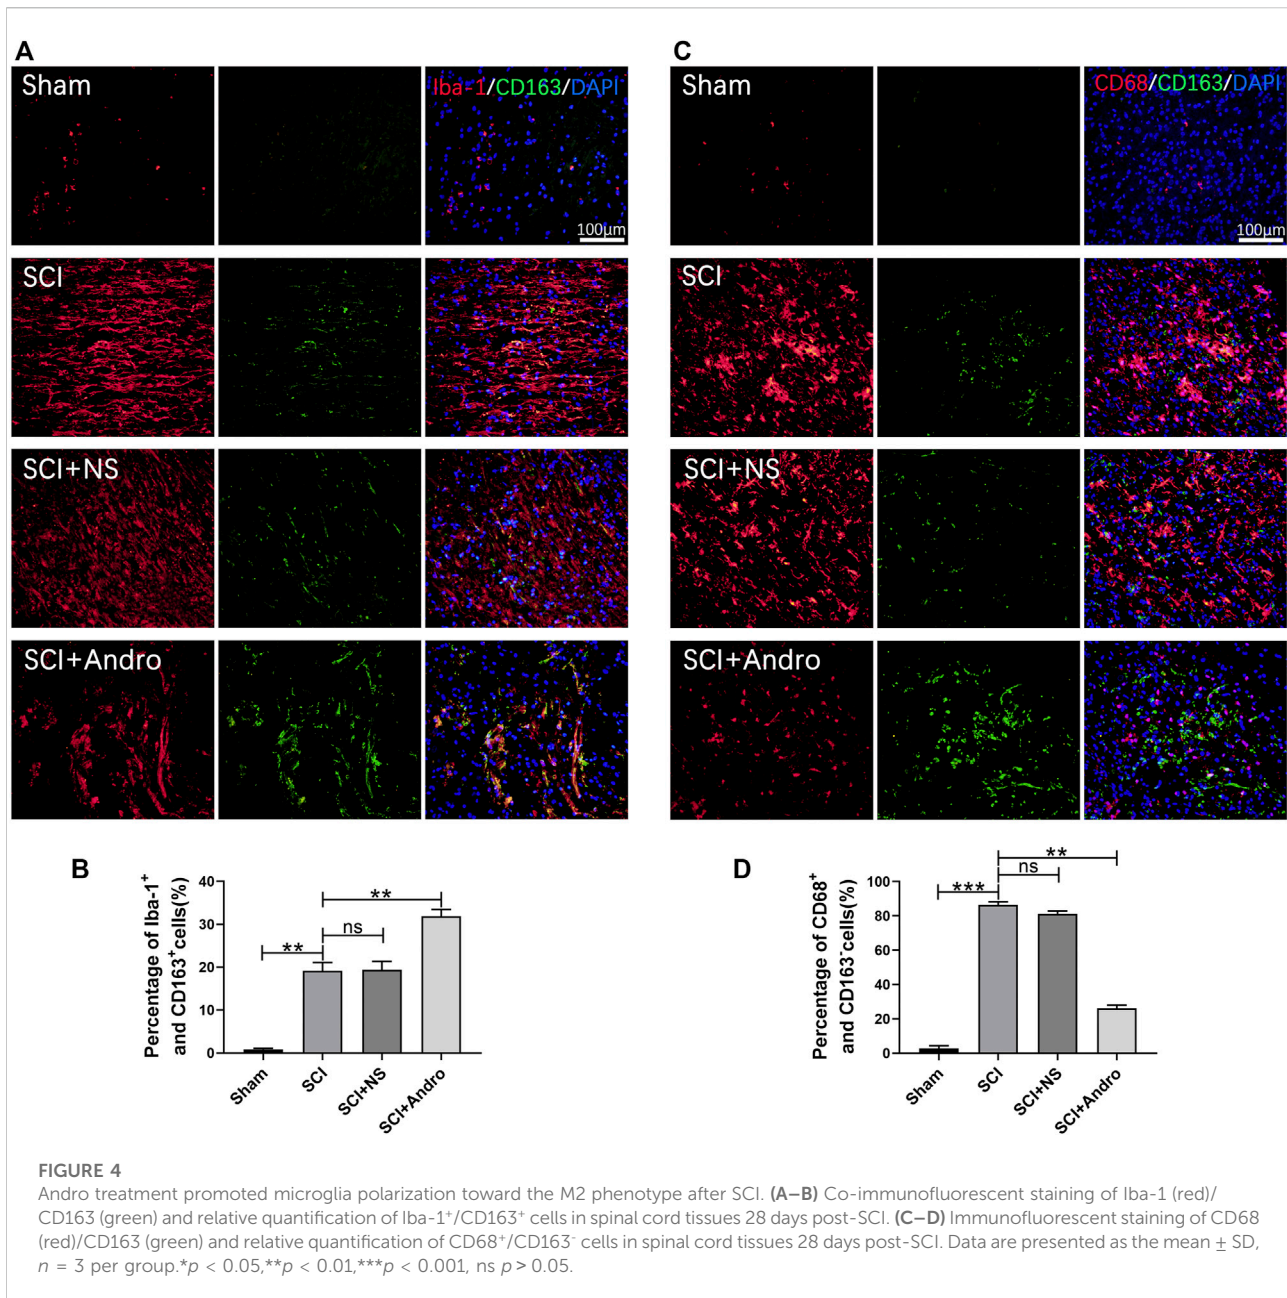 A
Sham
Iba-1/CD163/DAPI
100μm
SCI
SCI+NS
SCI+Andro
C
Sham
CD68/CD163/DAPI
100μm
SCI
SCI+NS
SCI+Andro
B
Percentage of Iba-1⁺
and CD163⁺cells(%)
40
30
20
10
0
**
ns
**
Sham
SCI
SCI+NS
SCI+Andro
D
Percentage of CD68⁺
and CD163⁻cells(%)
100
80
60
40
20
0
***
ns
**
Sham
SCI
SCI+NS
SCI+Andro
FIGURE 4
Andro treatment promoted microglia polarization toward the M2 phenotype after SCI. (A–B) Co-immunofluorescent staining of Iba-1 (red)/
CD163 (green) and relative quantification of Iba-1⁺/CD163⁺ cells in spinal cord tissues 28 days post-SCI. (C–D) Immunofluorescent staining of CD68
(red)/CD163 (green) and relative quantification of CD68⁺/CD163⁻ cells in spinal cord tissues 28 days post-SCI. Data are presented as the mean ± SD,
n = 3 per group.*p < 0.05,**p < 0.01,***p < 0.001, ns p > 0.05.